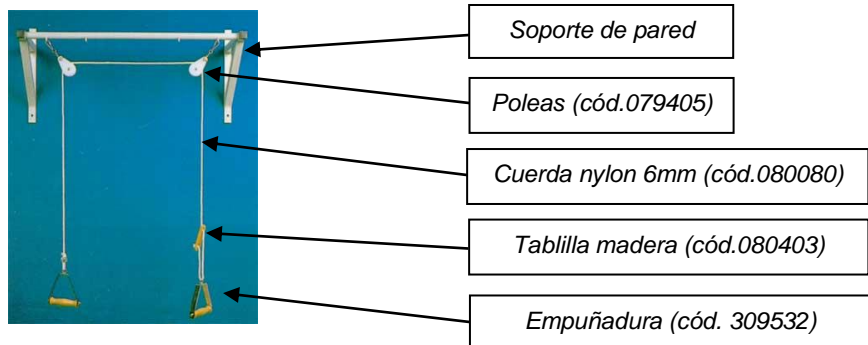 Soporte de pared
Poleas (cód.079405)
Cuerda nylon 6mm (cód.080080)
Tablilla madera (cód.080403)
Empuñadura (cód. 309532)